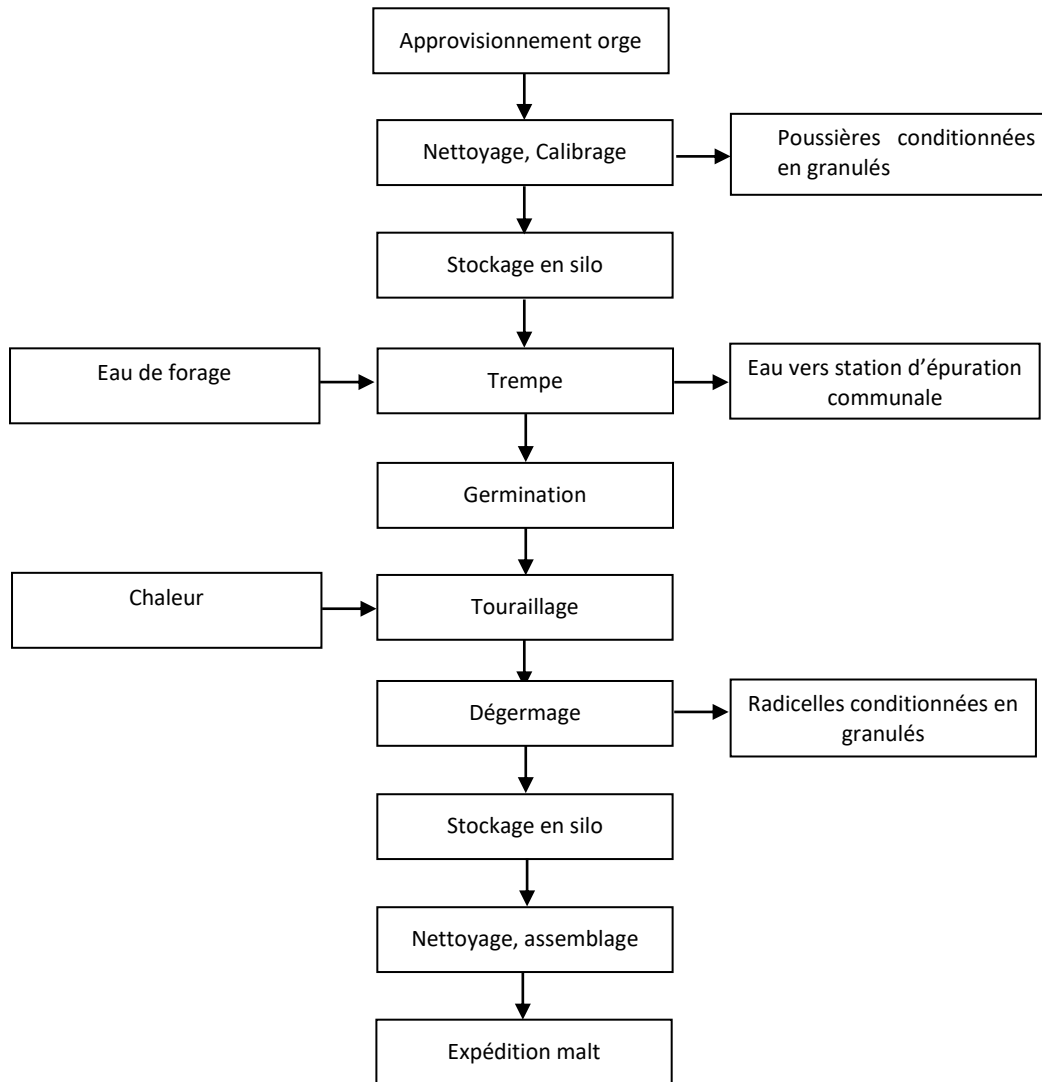 Approvisionnement orge
Nettoyage, Calibrage
Poussières conditionnées
en granulés
Stockage en silo
Eau de forage
Trempe
Eau vers station d'épuration
communale
Germination
Chaleur
Touraillage
Dégermage
Radicelles conditionnées en
granulés
Stockage en silo
Nettoyage, assemblage
Expédition malt